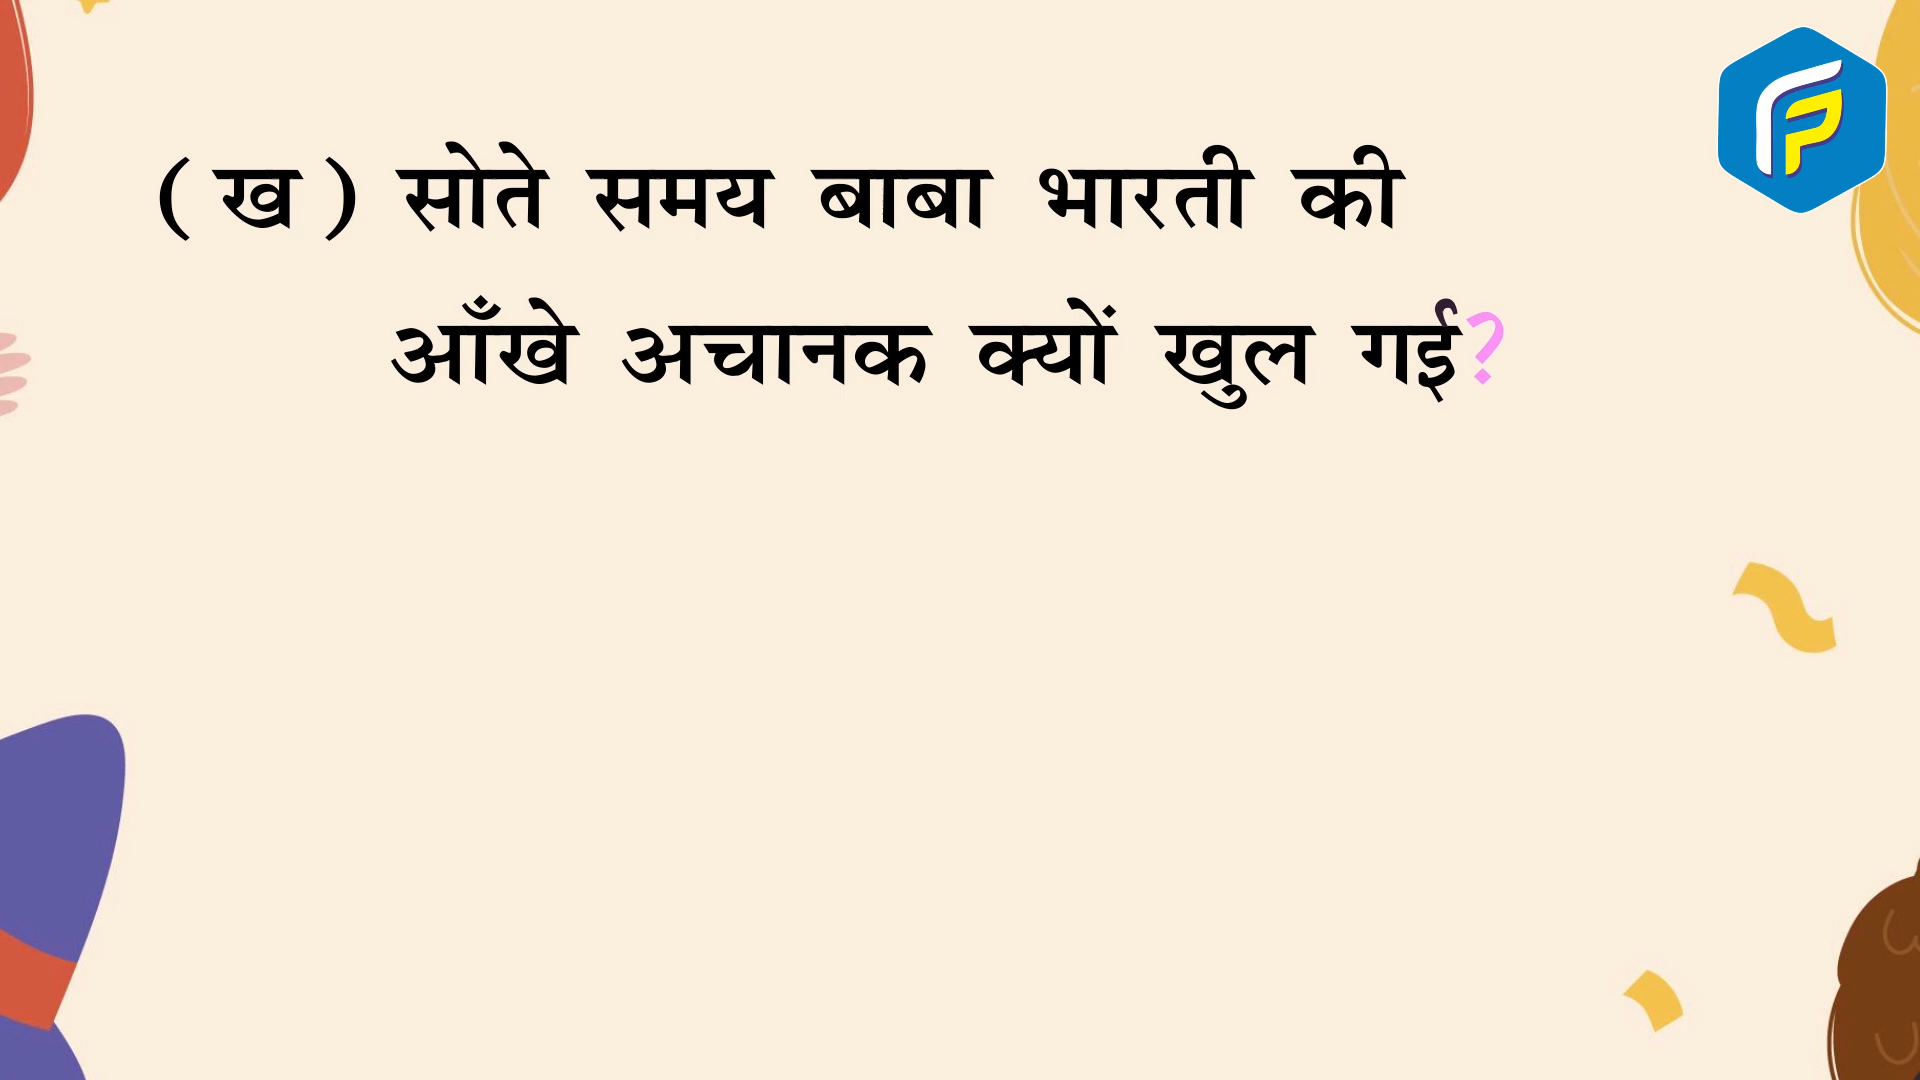 (ख) सोते समय बाबा भारती की
आँखे अचानक क्यों खुल गई?